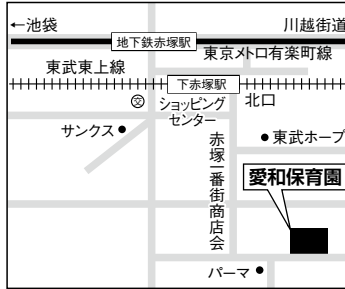 ←池袋
川越街道
地下鉄赤塚駅
東京メトロ有楽町線
東武東上線
下赤塚駅
交
ショッピング
センター
北口
サンクス
東武ホープ
赤塚一番街商店会
愛和保育園
パーマ